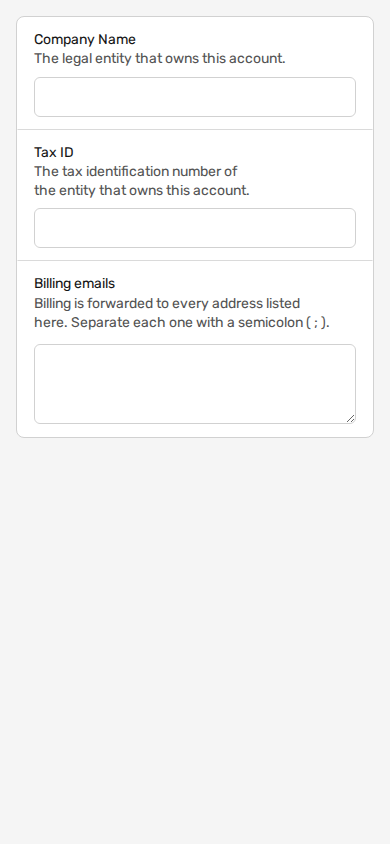 Company Name
The legal entity that owns this account.
Tax ID
The tax identification number of
the entity that owns this account.
Billing emails
Billing is forwarded to every address listed
here. Separate each one with a semicolon ( ; ).